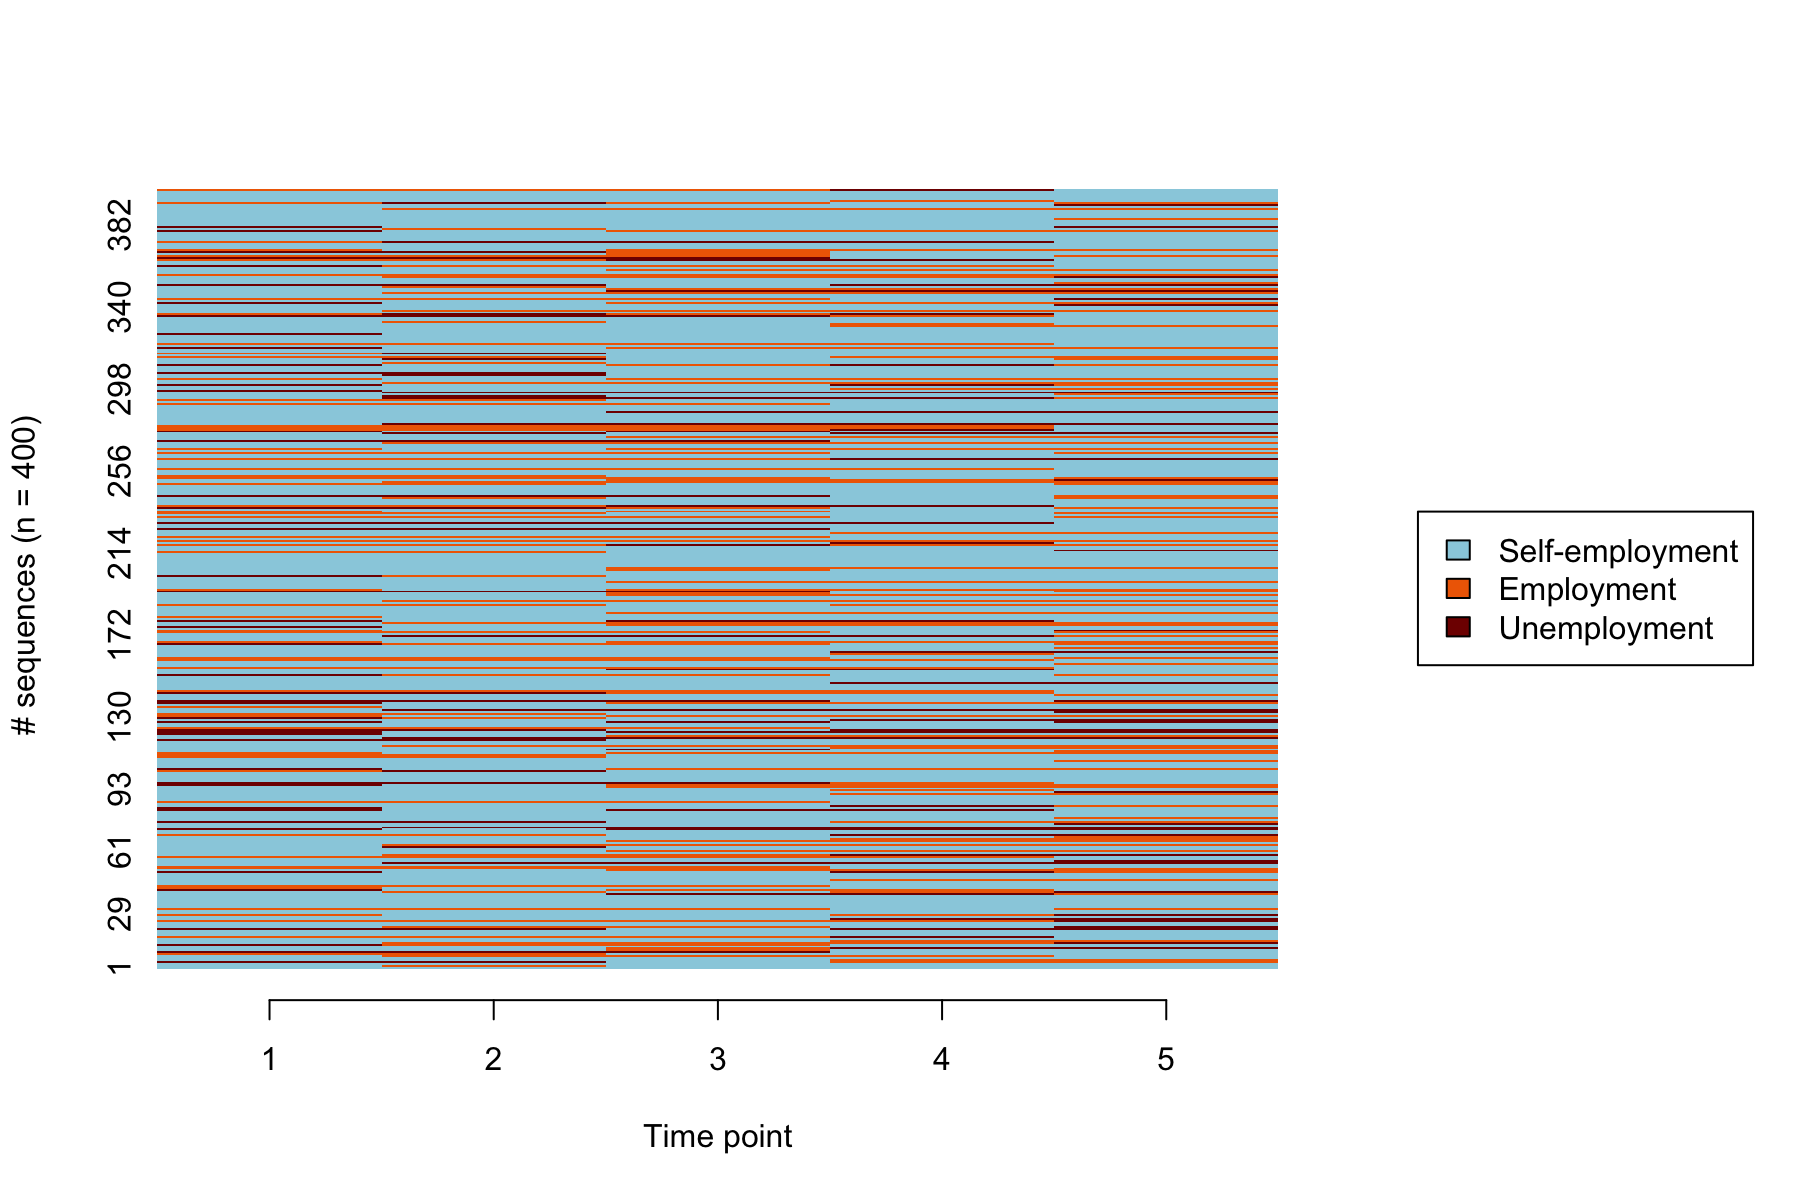 # sequences (n = 400)
382
340
298
256
214
172
130
93
61
29
1
1 2 3 4 5
Time point
Self-employment
Employment
Unemployment